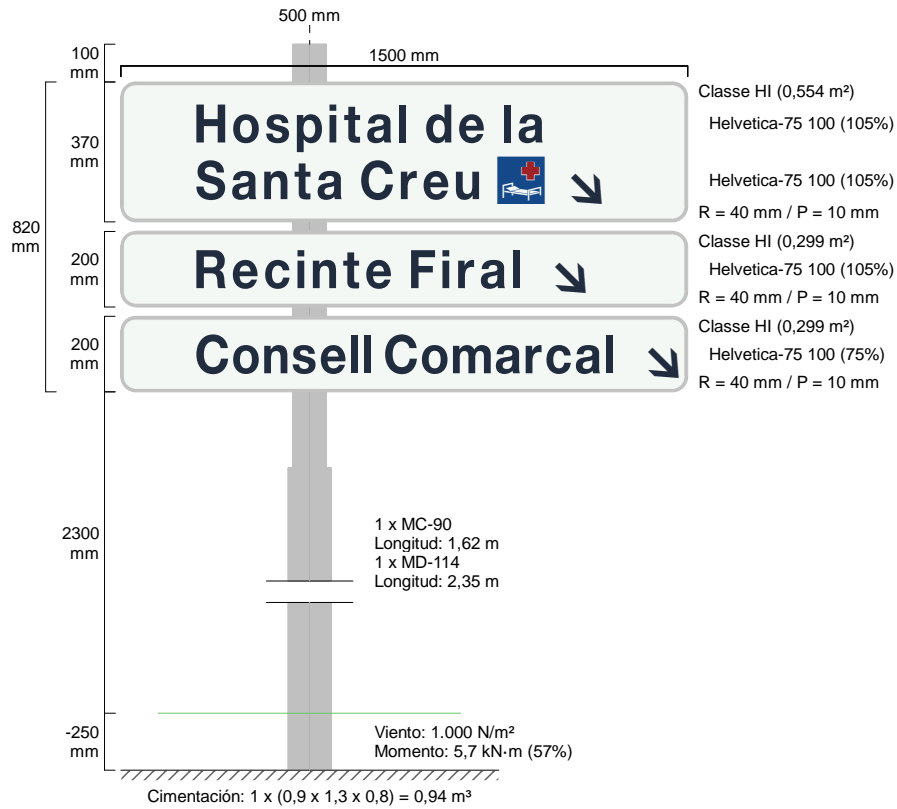 500 mm
100
mm
1500 mm
820
mm
370
mm
Hospital de la
Santa Creu
Classe HI (0,554 m²)
Helvetica-75 100 (105%)
Helvetica-75 100 (105%)
R = 40 mm / P = 10 mm
200
mm
Recinte Firal
Classe HI (0,299 m²)
Helvetica-75 100 (105%)
R = 40 mm / P = 10 mm
200
mm
Consell Comarcal
Classe HI (0,299 m²)
Helvetica-75 100 (75%)
R = 40 mm / P = 10 mm
2300
mm
1 x MC-90
Longitud: 1,62 m
1 x MD-114
Longitud: 2,35 m
-250
mm
Viento: 1.000 N/m²
Momento: 5,7 kN·m (57%)
Cimentación: 1 x (0,9 x 1,3 x 0,8) = 0,94 m³